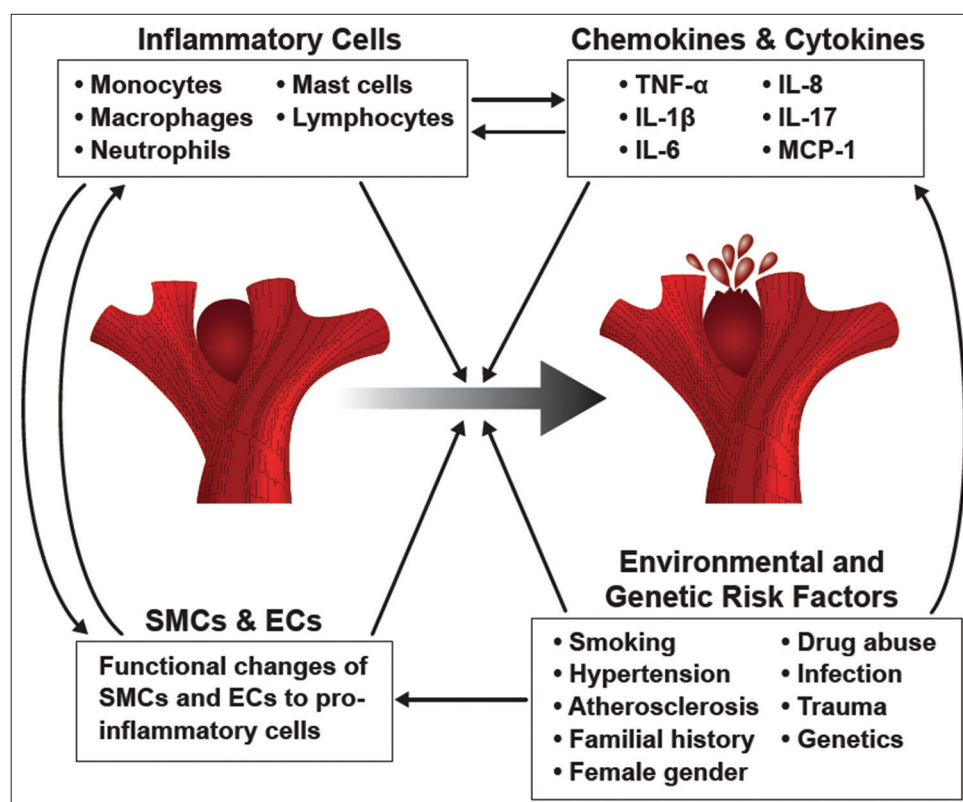 Inflammatory Cells
• Monocytes
• Macrophages
• Neutrophils
• Mast cells
• Lymphocytes
Chemokines & Cytokines
• TNF-α
• IL-1β
• IL-6
• IL-8
• IL-17
• MCP-1
SMCs & ECs
Functional changes of
SMCs and ECs to pro-
inflammatory cells
Environmental and
Genetic Risk Factors
• Smoking
• Hypertension
• Atherosclerosis
• Familial history
• Female gender
• Drug abuse
• Infection
• Trauma
• Genetics